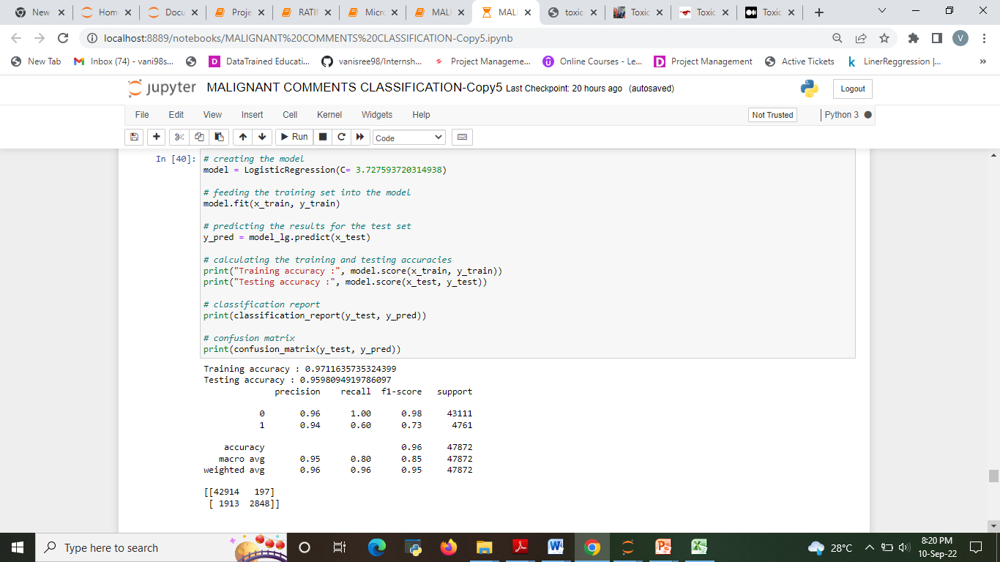 New
Hom
Docu
Proje
RATI
Micr
MALI
MALI
toxic
Toxic
Toxic
Toxic
localhost:8889/notebooks/MALIGNANT%20COMMENTS%20CLASSIFICATION-Copy5.ipynb
V
New Tab
Inbox (74) - vani98s...
D DataTrained Educati...
vanisree98/Internsh...
Project Manageme...
Online Courses - Le...
D Project Management
Active Tickets
k LinerReggression |...
»
jupyter MALIGNANT COMMENTS CLASSIFICATION-Copy5 Last Checkpoint: 20 hours ago (autosaved)
Logout
File Edit View Insert Cell Kernel Widgets Help
Not Trusted
Python 3
Run
Code
In [40]: # creating the model
model = LogisticRegression(C= 3.727593720314938)
# feeding the training set into the model
model.fit(x_train, y_train)
# predicting the results for the test set
y_pred = model_lg.predict(x_test)
# calculating the training and testing accuracies
print("Training accuracy :", model.score(x_train, y_train))
print("Testing accuracy :", model.score(x_test, y_test))
# classification report
print(classification_report(y_test, y_pred))
# confusion matrix
print(confusion_matrix(y_test, y_pred))
Training accuracy : 0.9711635735324399
Testing accuracy : 0.9598094919786097
precision recall f1-score support
0 0.96 1.00 0.98 43111
1 0.94 0.60 0.73 4761
accuracy 0.96 47872
macro avg 0.95 0.80 0.85 47872
weighted avg 0.96 0.96 0.95 47872
[[42914 197]
[ 1913 2848]]
Type here to search
28°C
8:20 PM
10-Sep-22